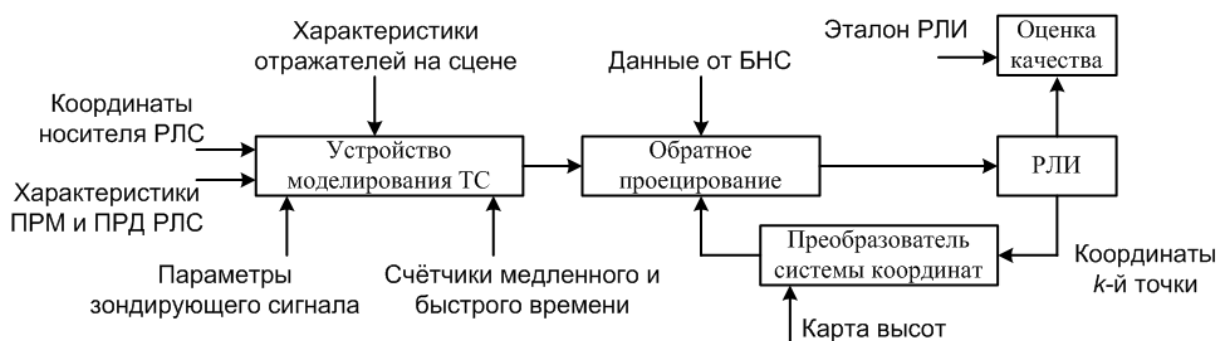 Характеристики
отражателей на сцене
Данные от БНС
Эталон РЛИ
Оценка
качества
Координаты
носителя РЛС
Устройство
моделирования ТС
Обратное
проецирование
РЛИ
Характеристики
ПРМ и ПРД РЛС
Преобразователь
системы координат
Координаты
k-й точки
Параметры
зондирующего сигнала
Счётчики медленного и
быстрого времени
Карта высот